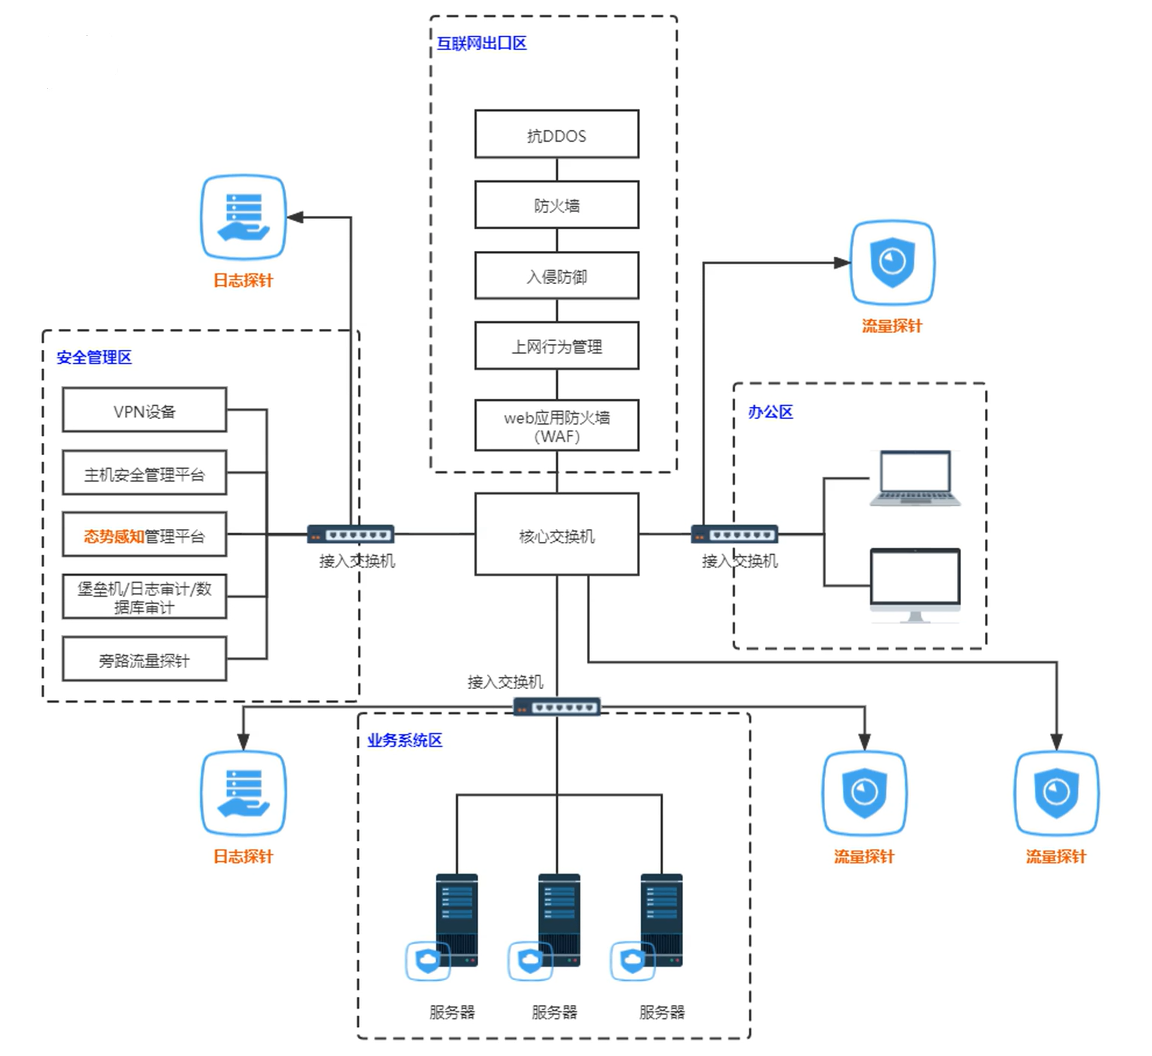 互联网出口区
抗DDOS
防火墙
入侵防御
上网行为管理
web应用防火墙
（WAF）
日志探针
流量探针
安全管理区
VPN设备
主机安全管理平台
态势感知管理平台
堡垒机/日志审计/数
据库审计
旁路流量探针
接入交换机
核心交换机
接入交换机
办公区
接入交换机
业务系统区
日志探针
流量探针
流量探针
服务器
服务器
服务器